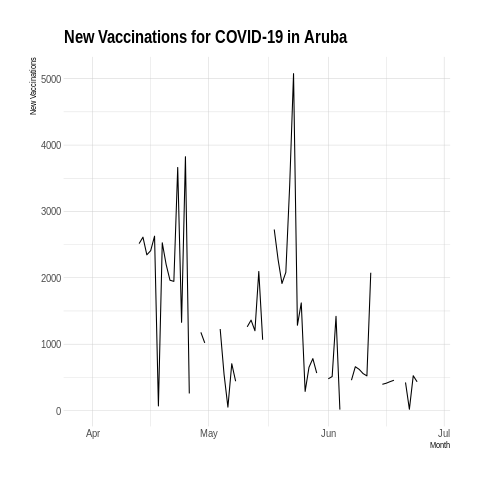 New Vaccinations for COVID-19 in Aruba
New Vaccinations
5000
4000
3000
2000
1000
0
Apr
May
Jun
Jul
Month